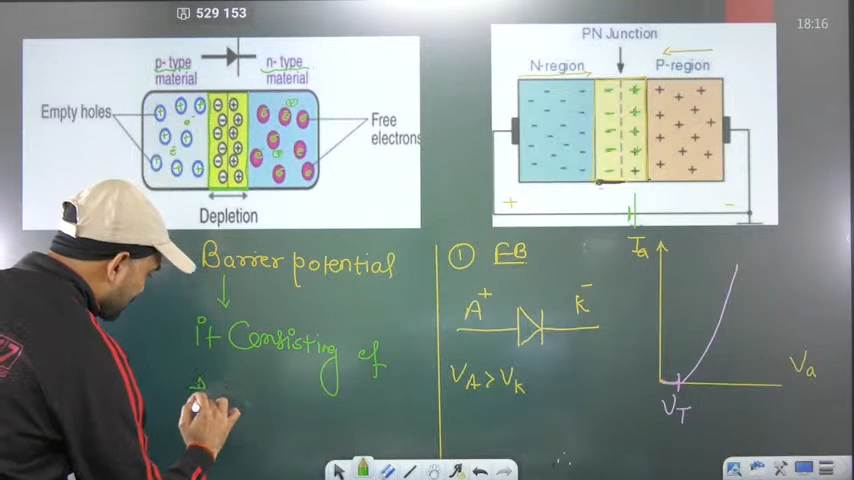 529 153
18:16
p- type
material
n- type
material
Empty holes
Free
electrons
Depletion
PN Junction
N-region
P-region
+
-
Barrier potential
it Consisting of
① FB
A+
K-
VA > VK
Ia
Va
VT